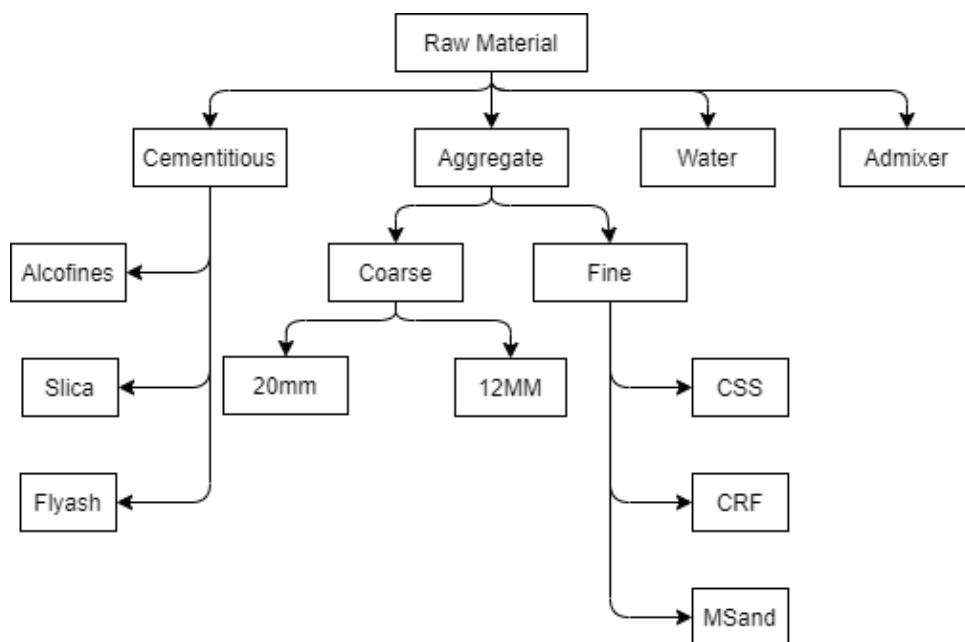 Raw Material
Cementitious
Aggregate
Water
Admixer
Alcofines
Coarse
Fine
Slica
20mm
12MM
CSS
Flyash
CRF
MSand